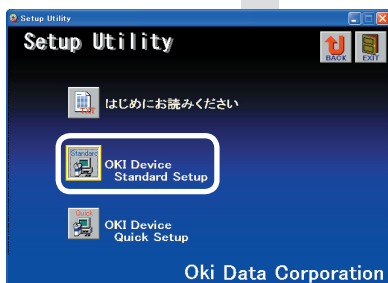 Setup Utility
Setup Utility
BACK
EXIT
TXT
はじめにお読みください
Standard
OKI Device
Standard Setup
Quick
OKI Device
Quick Setup
Oki Data Corporation